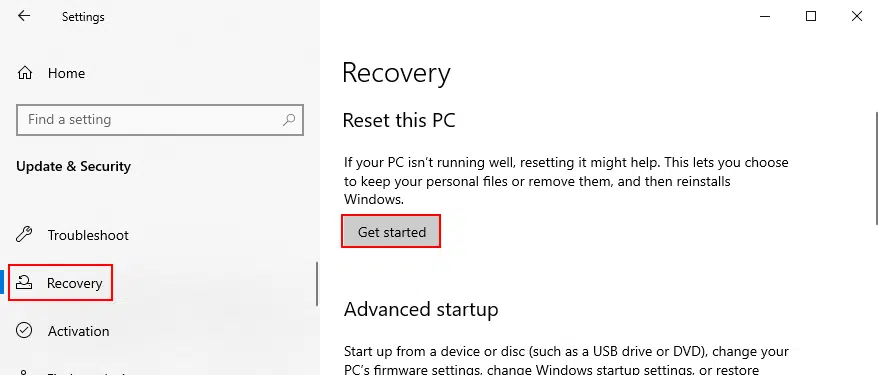 Settings
Home
Find a setting
Update & Security
Troubleshoot
Recovery
Activation
Recovery
Reset this PC
If your PC isn't running well, resetting it might help. This lets you choose
to keep your personal files or remove them, and then reinstalls
Windows.
Get started
Advanced startup
Start up from a device or disc (such as a USB drive or DVD), change your
PC's firmware settings, change Windows startup settings, or restore